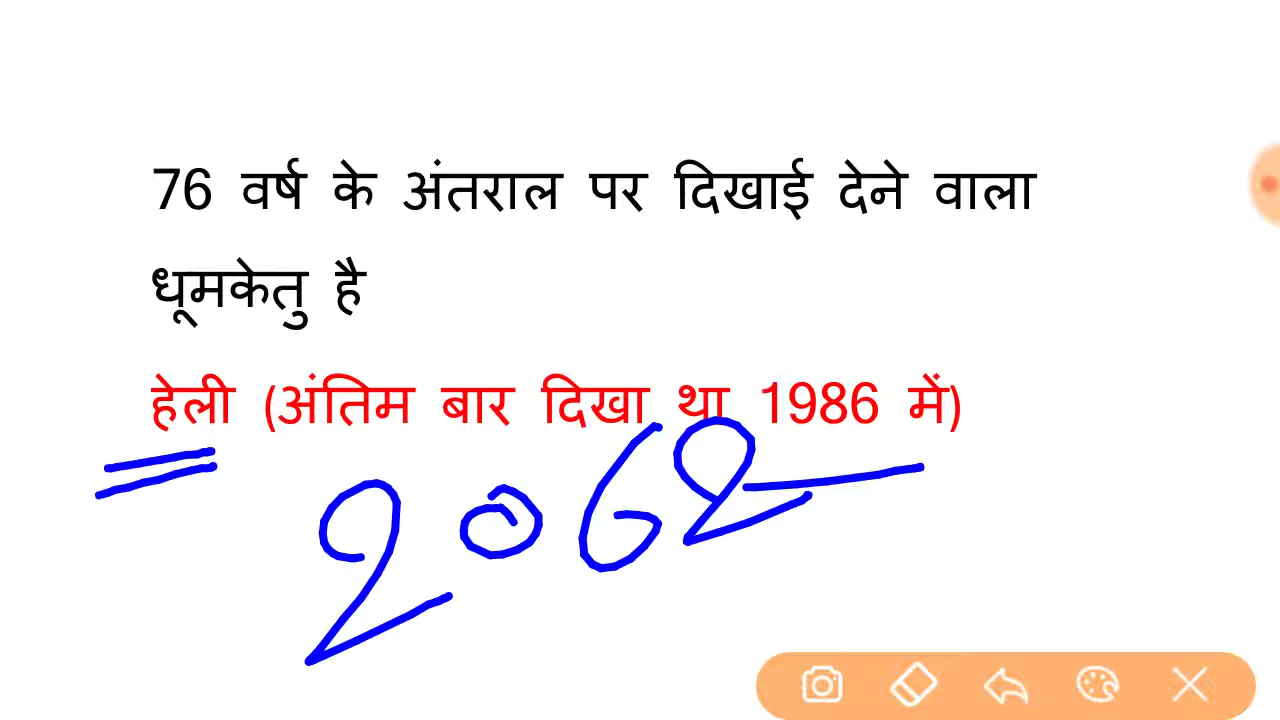 76 वर्ष के अंतराल पर दिखाई देने वाला
धूमकेतु है
हेली (अंतिम बार दिखा था 1986 में)
2062